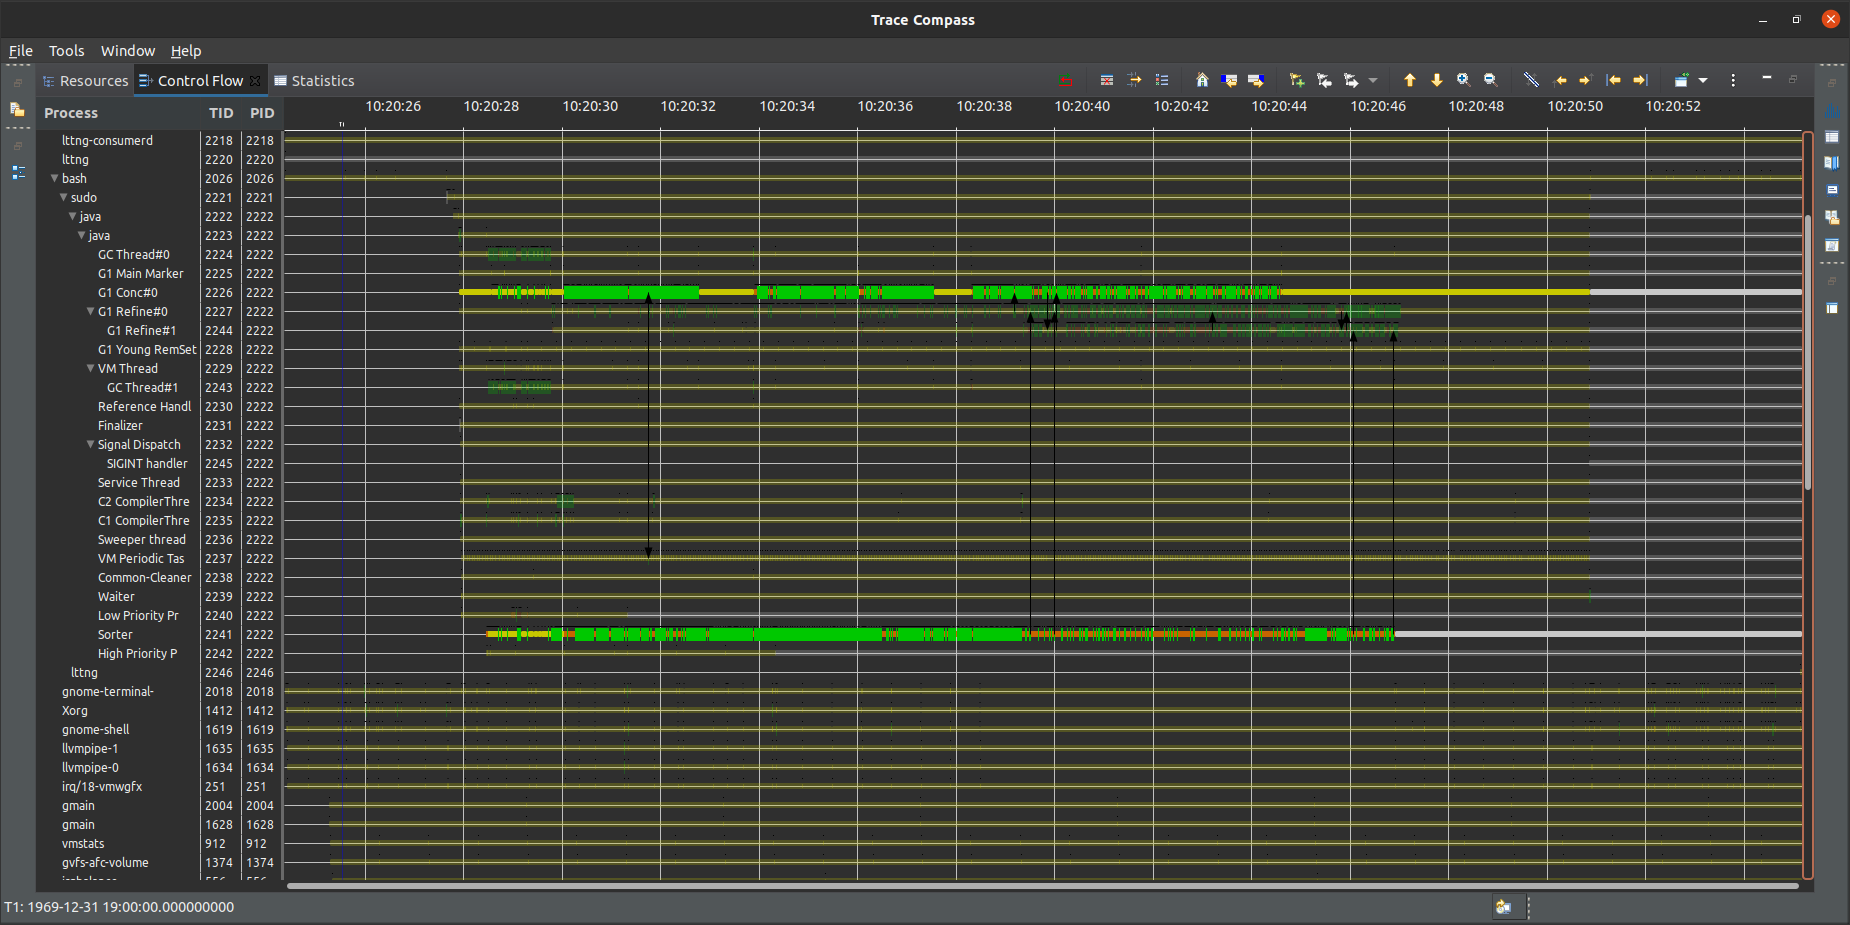 Trace Compass
File Tools Window Help
Resources Control Flow Statistics
Process TID PID
10:20:26 10:20:28 10:20:30 10:20:32 10:20:34 10:20:36 10:20:38 10:20:40 10:20:42 10:20:44 10:20:46 10:20:48 10:20:50 10:20:52
lttng-consumerd 2218 2218
lttng 2220 2220
bash 2026 2026
sudo 2221 2221
java 2222 2222
java 2223 2222
GC Thread#0 2224 2222
G1 Main Marker 2225 2222
G1 Conc#0 2226 2222
G1 Refine#0 2227 2222
G1 Refine#1 2244 2222
G1 Young RemSet 2228 2222
VM Thread 2229 2222
GC Thread#1 2243 2222
Reference Handl 2230 2222
Finalizer 2231 2222
Signal Dispatch 2232 2222
SIGINT handler 2245 2222
Service Thread 2233 2222
C2 CompilerThre 2234 2222
C1 CompilerThre 2235 2222
Sweeper thread 2236 2222
VM Periodic Tas 2237 2222
Common-Cleaner 2238 2222
Waiter 2239 2222
Low Priority Pr 2240 2222
Sorter 2241 2222
High Priority P 2242 2222
lttng 2246 2246
gnome-terminal- 2018 2018
Xorg 1412 1412
gnome-shell 1619 1619
llvmpipe-1 1635 1635
llvmpipe-0 1634 1634
irq/18-vmwgfx 251 251
gmain 2004 2004
gmain 1628 1628
vmstats 912 912
gvfs-afc-volume 1374 1374
T1: 1969-12-31 19:00:00.000000000